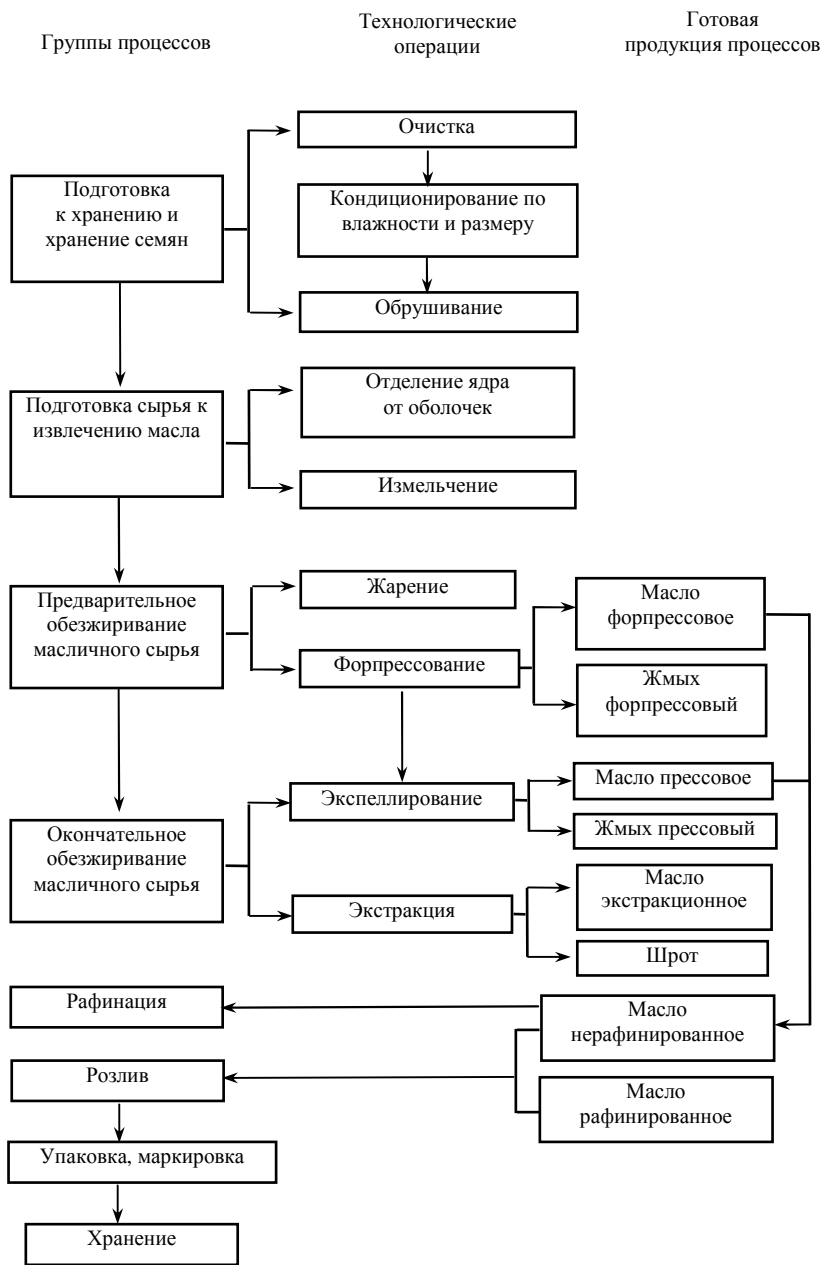 Группы процессов
Технологические
операции
Готовая
продукция процессов
Очистка
Подготовка
к хранению и
хранение семян
Кондиционирование по
влажности и размеру
Обрушивание
Подготовка сырья к
извлечению масла
Отделение ядра
от оболочек
Измельчение
Предварительное
обезжиривание
масличного сырья
Жарение
Форпрессование
Масло
форпрессовое
Жмых
форпрессовый
Экспеллирование
Масло прессовое
Жмых прессовый
Окончательное
обезжиривание
масличного сырья
Экстракция
Масло
экстракционное
Шрот
Рафинация
Масло
нерафинированное
Розлив
Масло
рафинированное
Упаковка, маркировка
Хранение